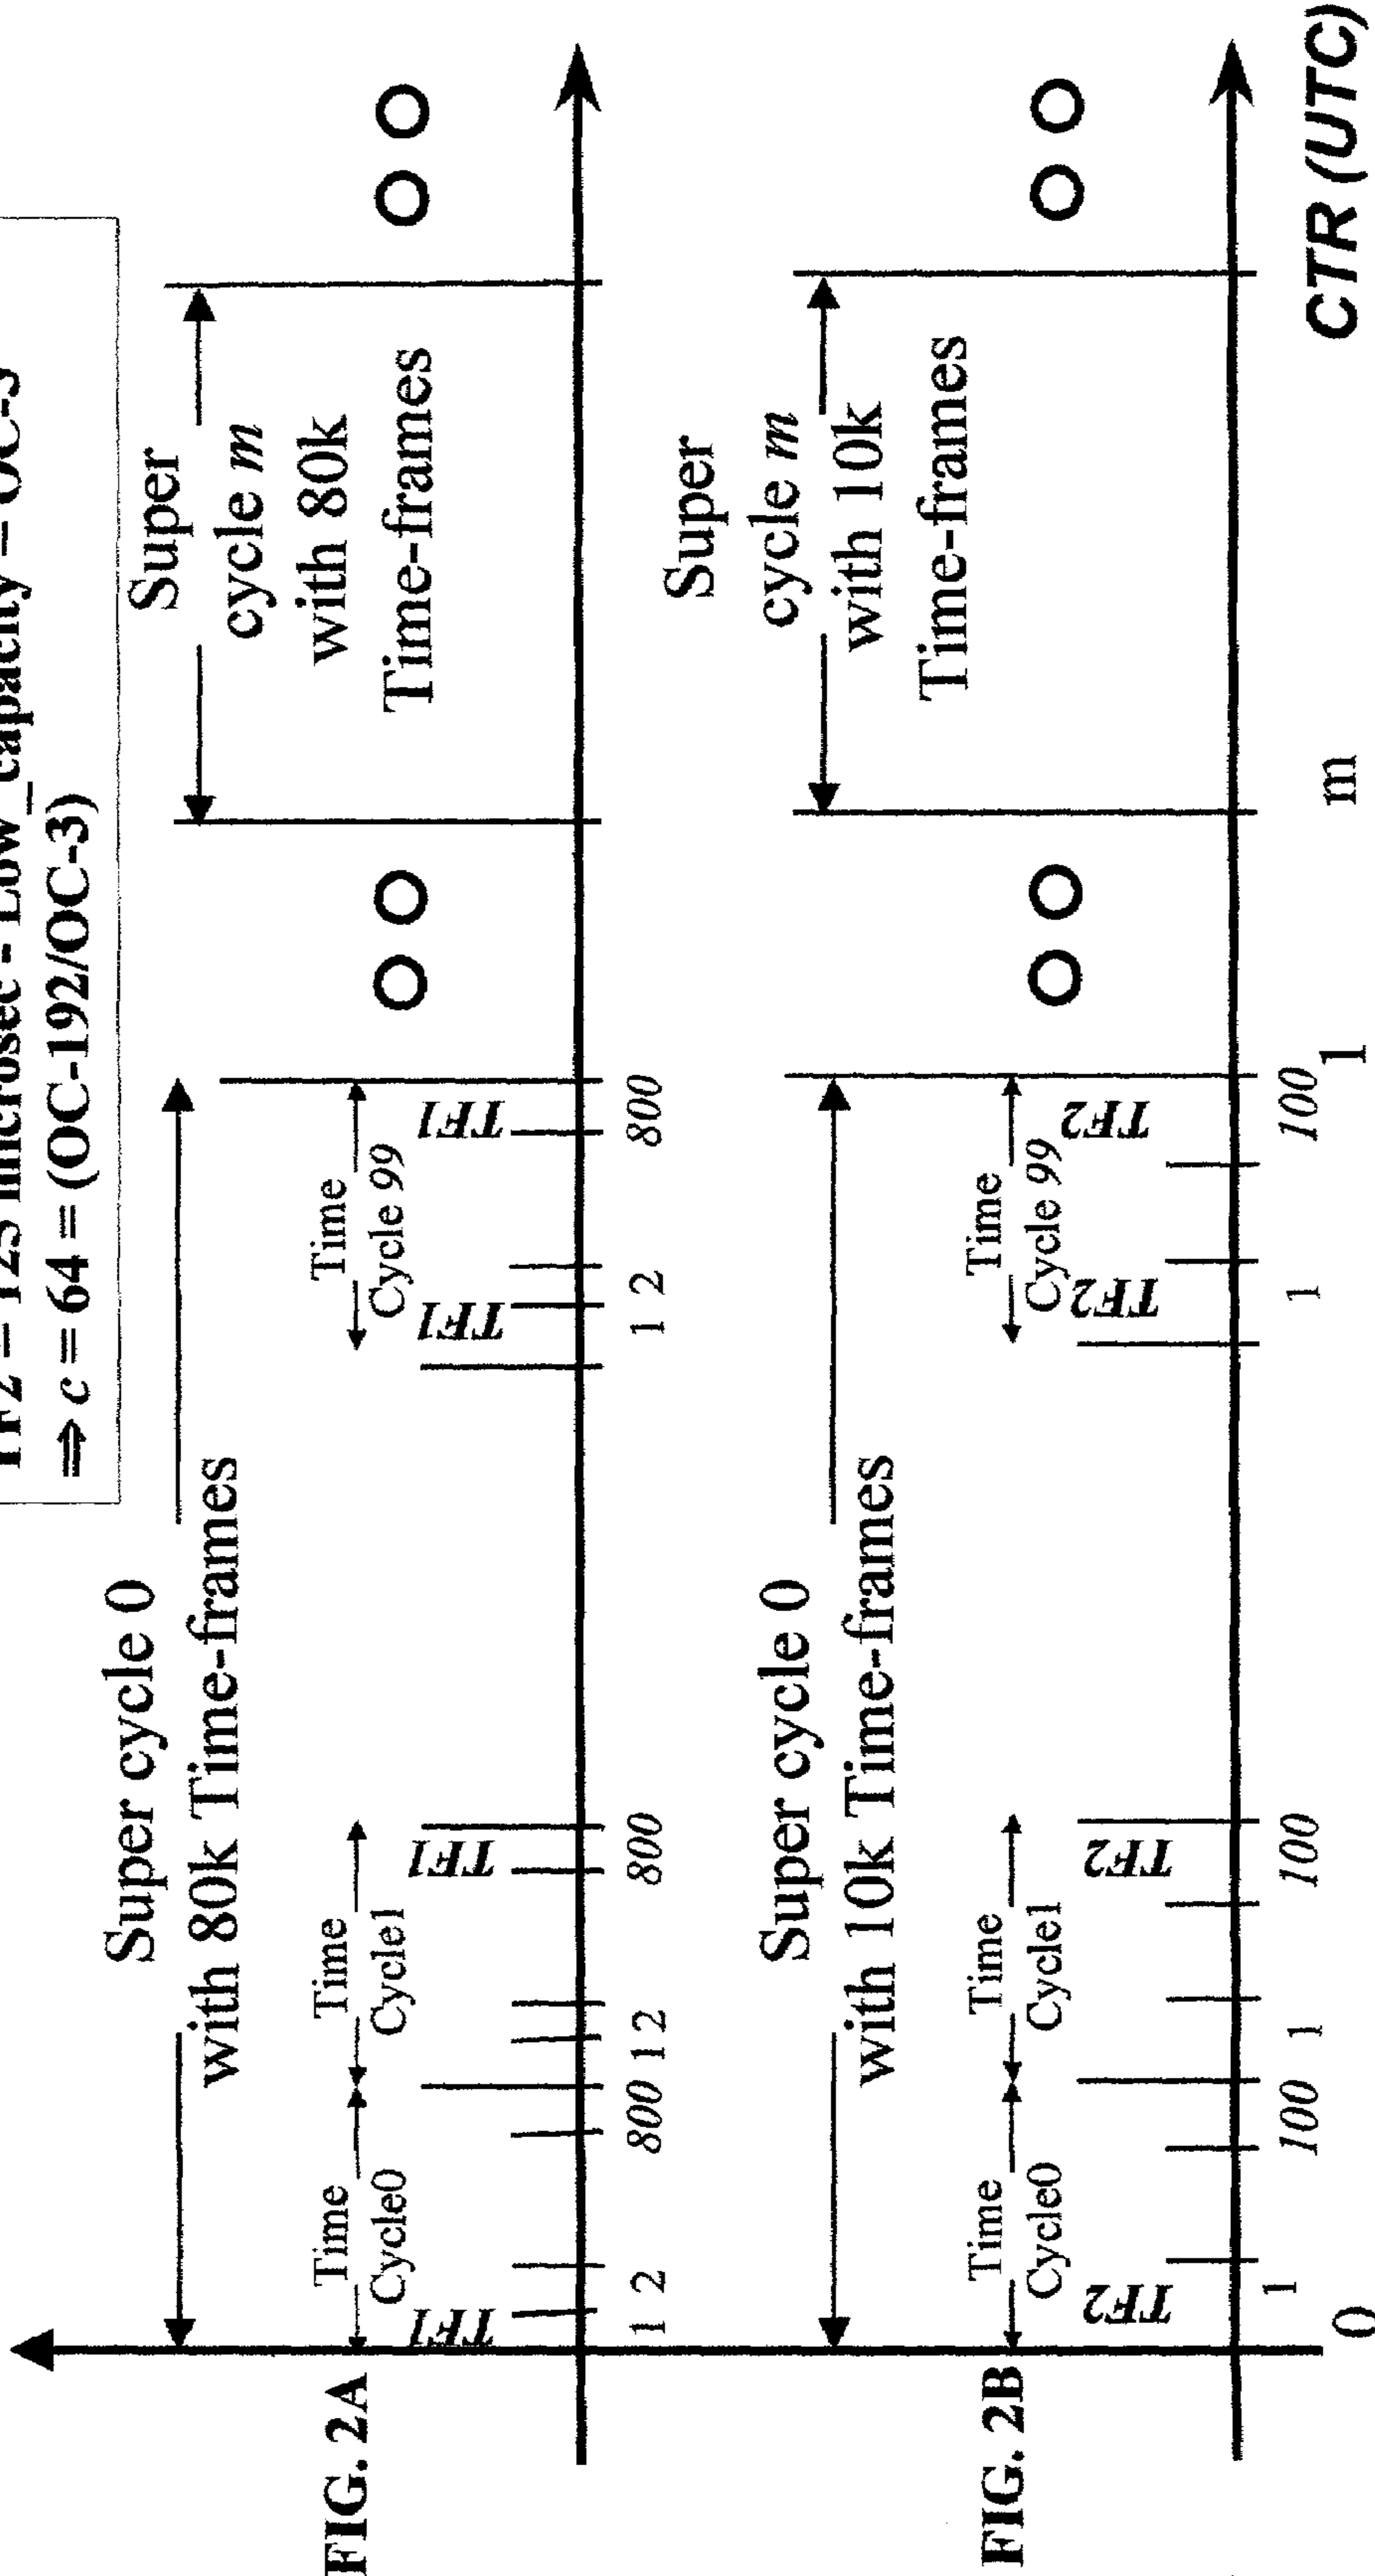 TF2 = 125 microsec - Low_capacity = OC-3
⇒ c = 64 = (OC-192/OC-3)
FIG. 2A
Super cycle 0
with 80k Time-frames
Super
cycle m
with 80k
Time-frames
Time
Cycle0
Time
Cycle1
Time
Cycle 99
TF1
TF1
TF1
TF1
1 2
800
1 2
800
1 2
800
FIG. 2B
Super cycle 0
with 10k Time-frames
Super
cycle m
with 10k
Time-frames
Time
Cycle0
Time
Cycle1
Time
Cycle 99
TF2
TF2
TF2
TF2
1
100
1
100
1
100
0
1
m
CTR (UTC)